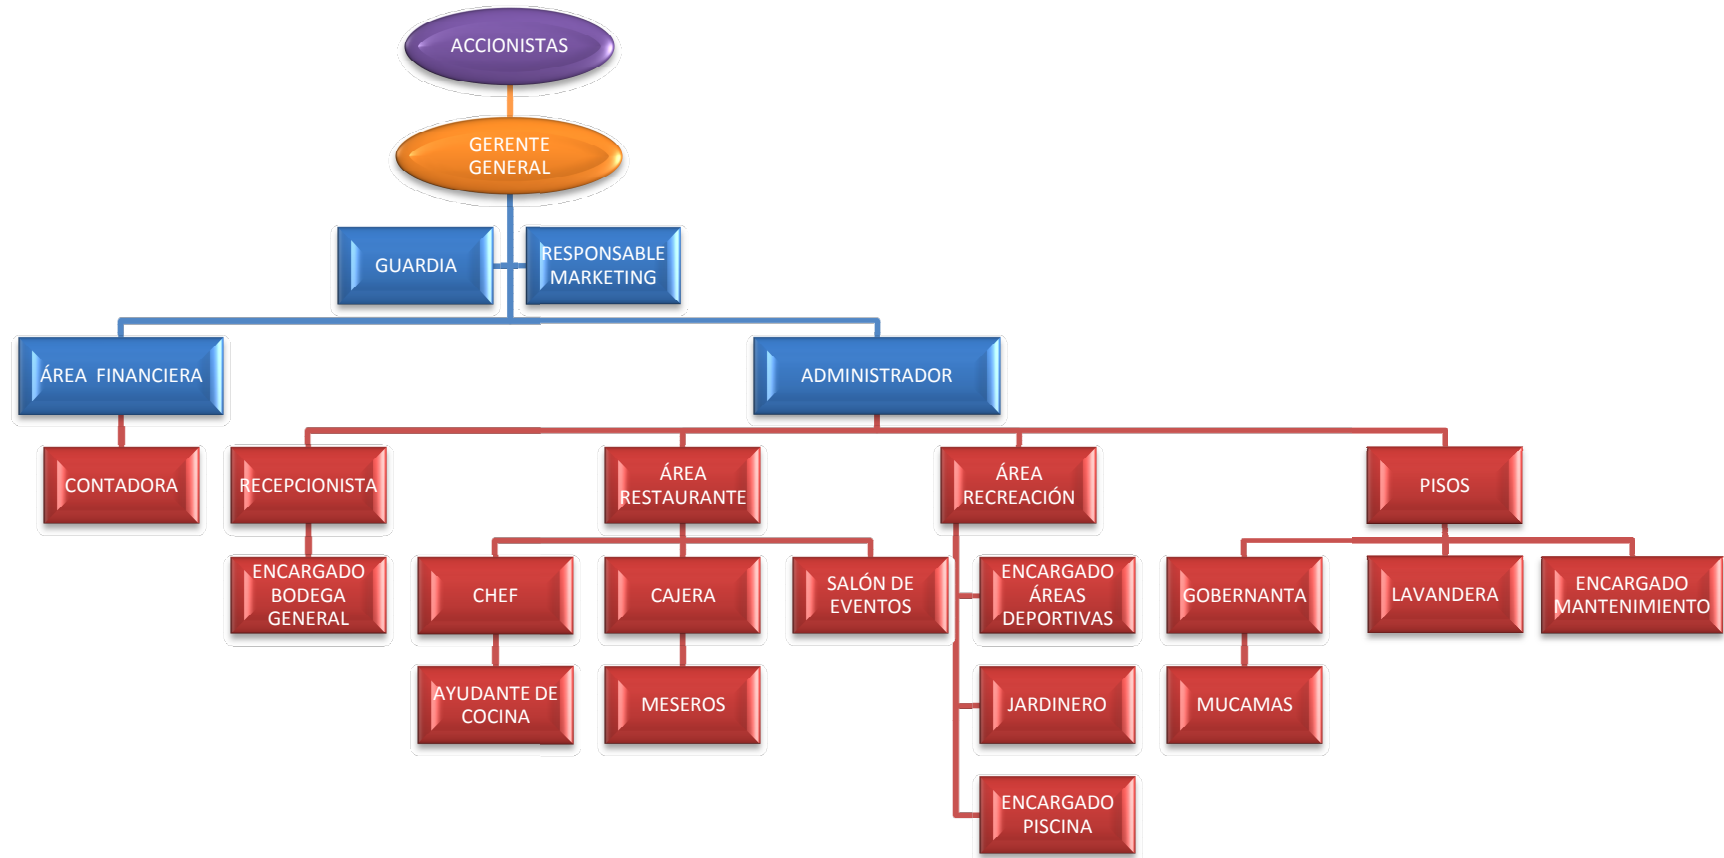 ACCIONISTAS
GERENTE
GENERAL
GUARDIA
RESPONSABLE
MARKETING
ÁREA FINANCIERA
ADMINISTRADOR
CONTADORA
RECEPCIONISTA
ÁREA
RESTAURANTE
ÁREA
RECREACIÓN
PISOS
ENCARGADO
BODEGA
GENERAL
CHEF
CAJERA
SALÓN DE
EVENTOS
ENCARGADO
ÁREAS
DEPORTIVAS
GOBERNANTA
LAVANDERA
ENCARGADO
MANTENIMIENTO
AYUDANTE DE
COCINA
MESEROS
JARDINERO
MUCAMAS
ENCARGADO
PISCINA